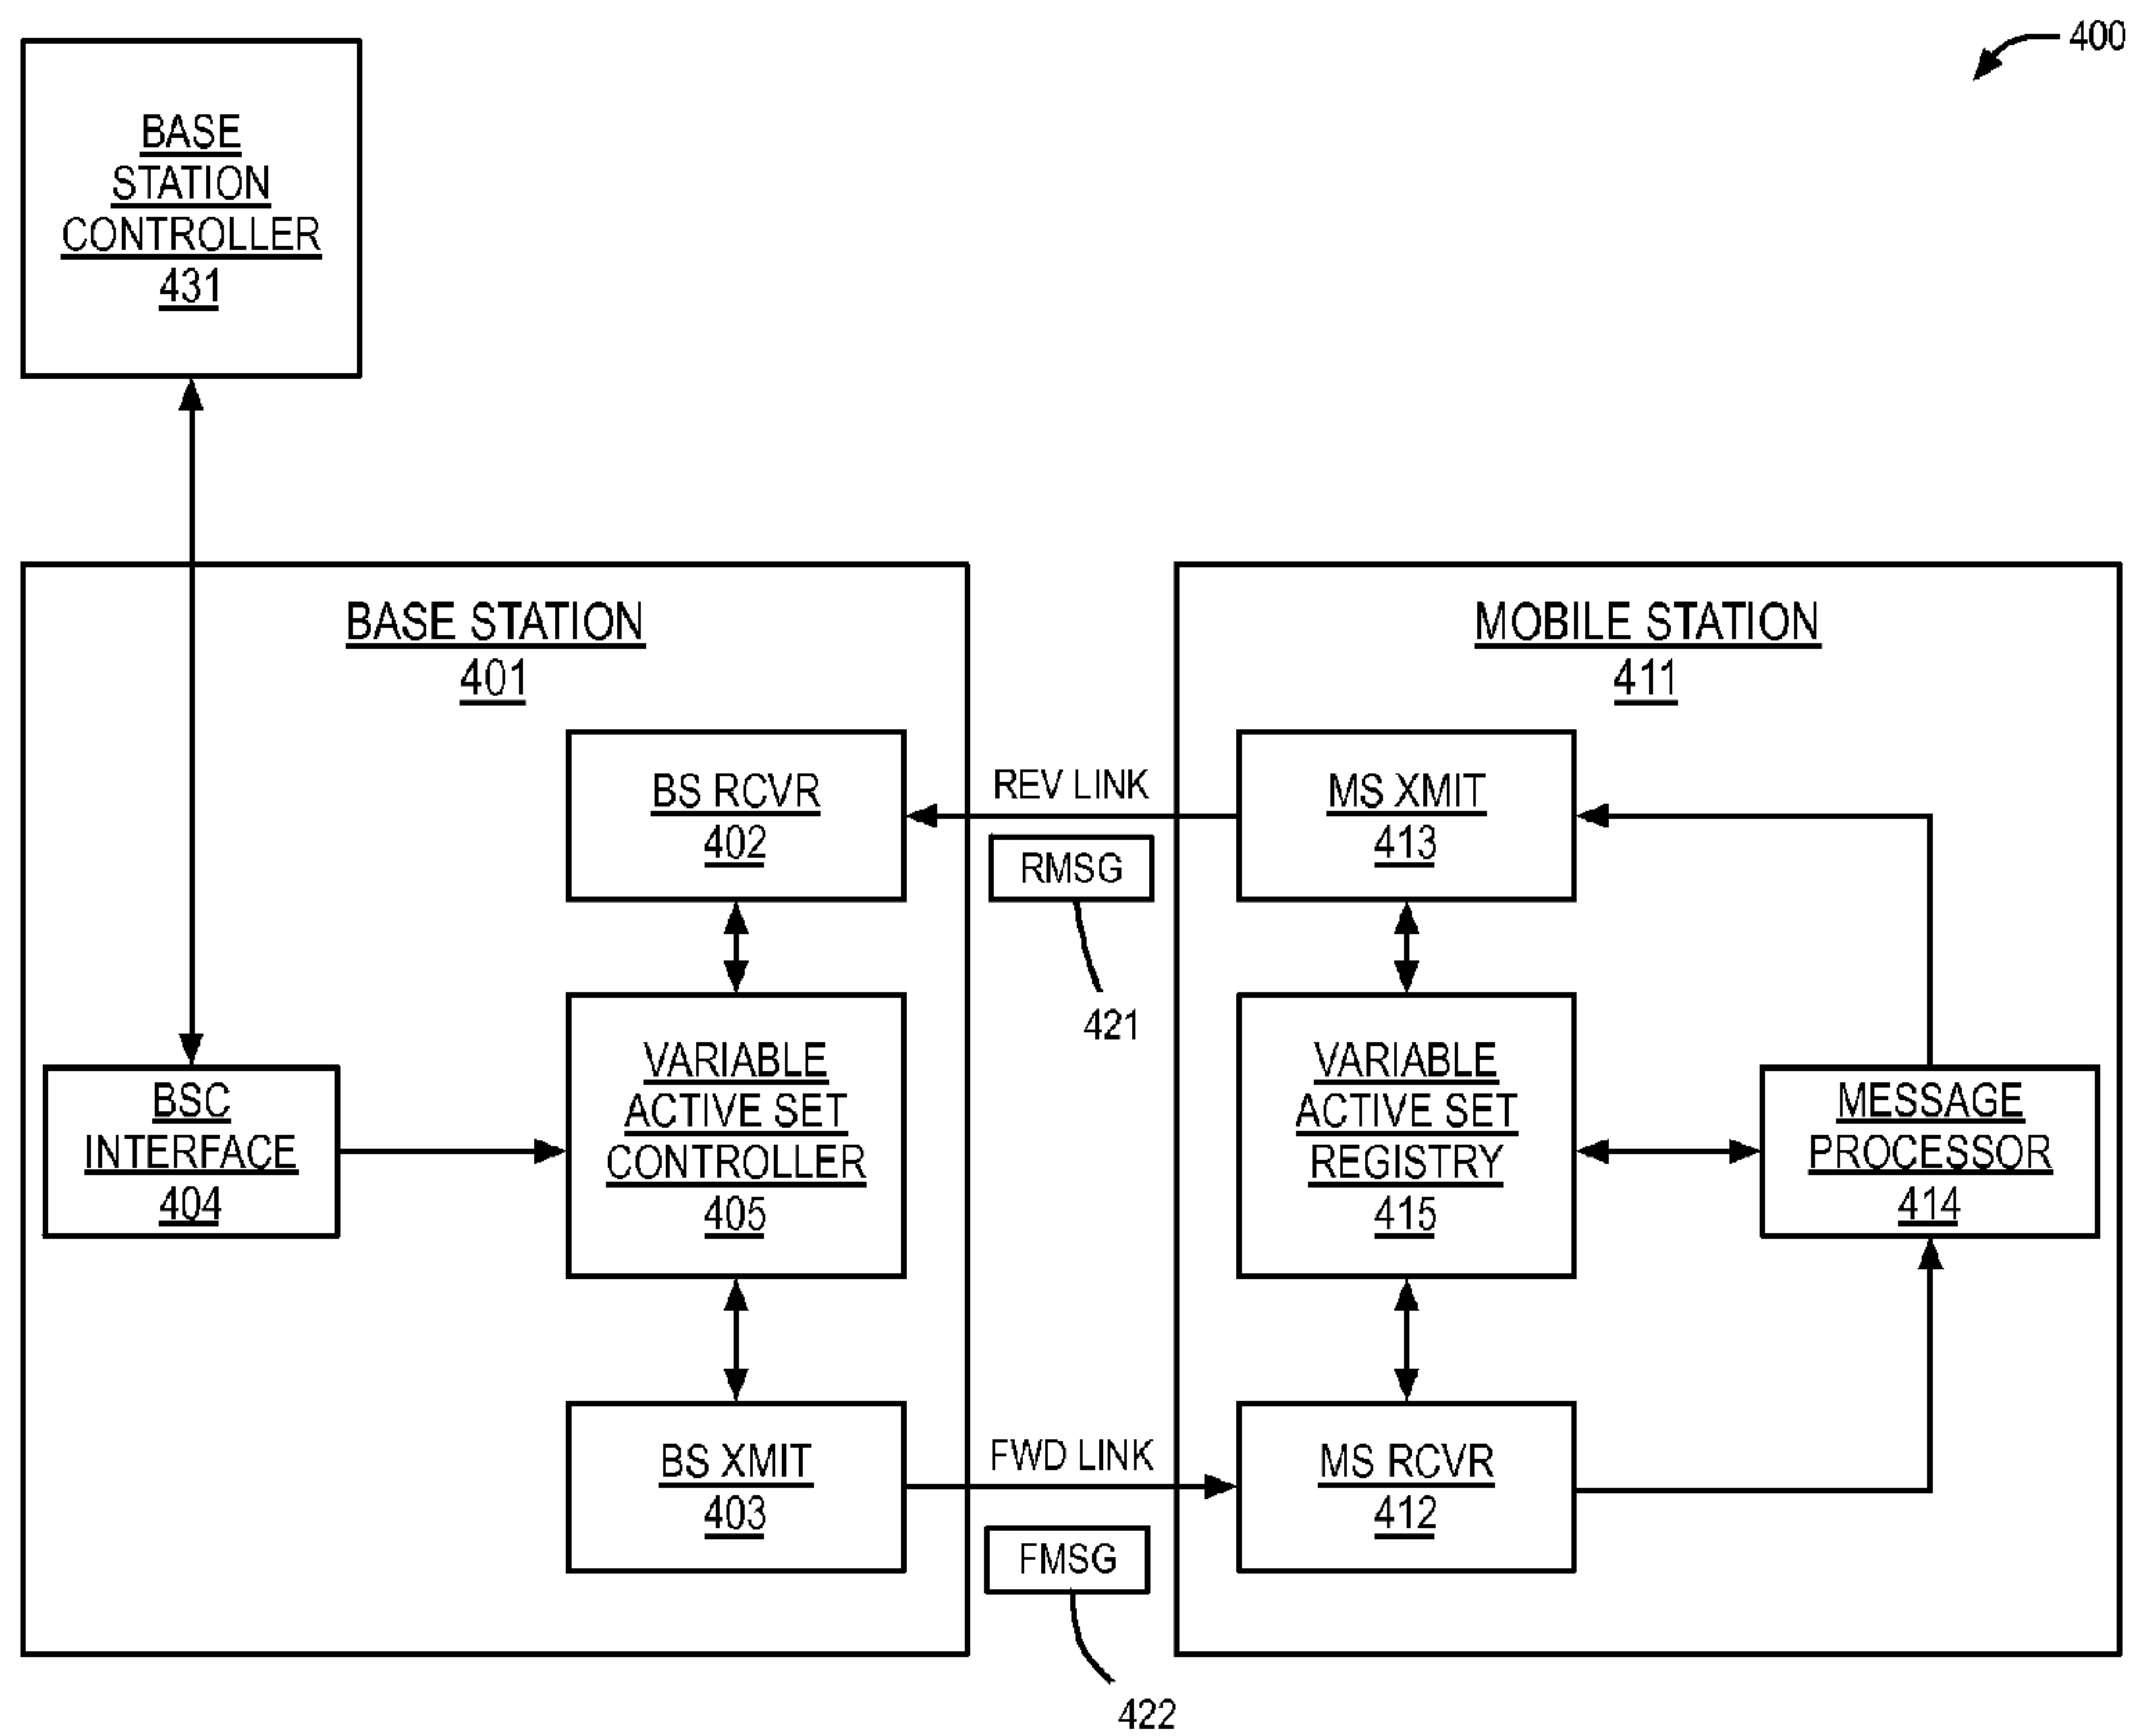 400
BASE
STATION
CONTROLLER
431
BASE STATION
401
MOBILE STATION
411
BS RCVR
402
REV LINK
RMSG
421
MS XMIT
413
BSC
INTERFACE
404
VARIABLE
ACTIVE SET
CONTROLLER
405
VARIABLE
ACTIVE SET
REGISTRY
415
MESSAGE
PROCESSOR
414
BS XMIT
403
FWD LINK
FMSG
422
MS RCVR
412